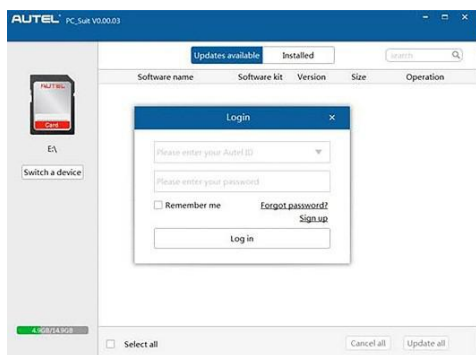 AUTEL PC_Suit V0.00.03
Updates available Installed
search
Software name Software kit Version Size Operation
AUTEL
Card
E:\
Switch a device
Login ×
Please enter your Autel ID
Please enter your password
Remember me Forgot password?
Sign up
Log in
4.9GB/14.9GB
Select all
Cancel all Update all